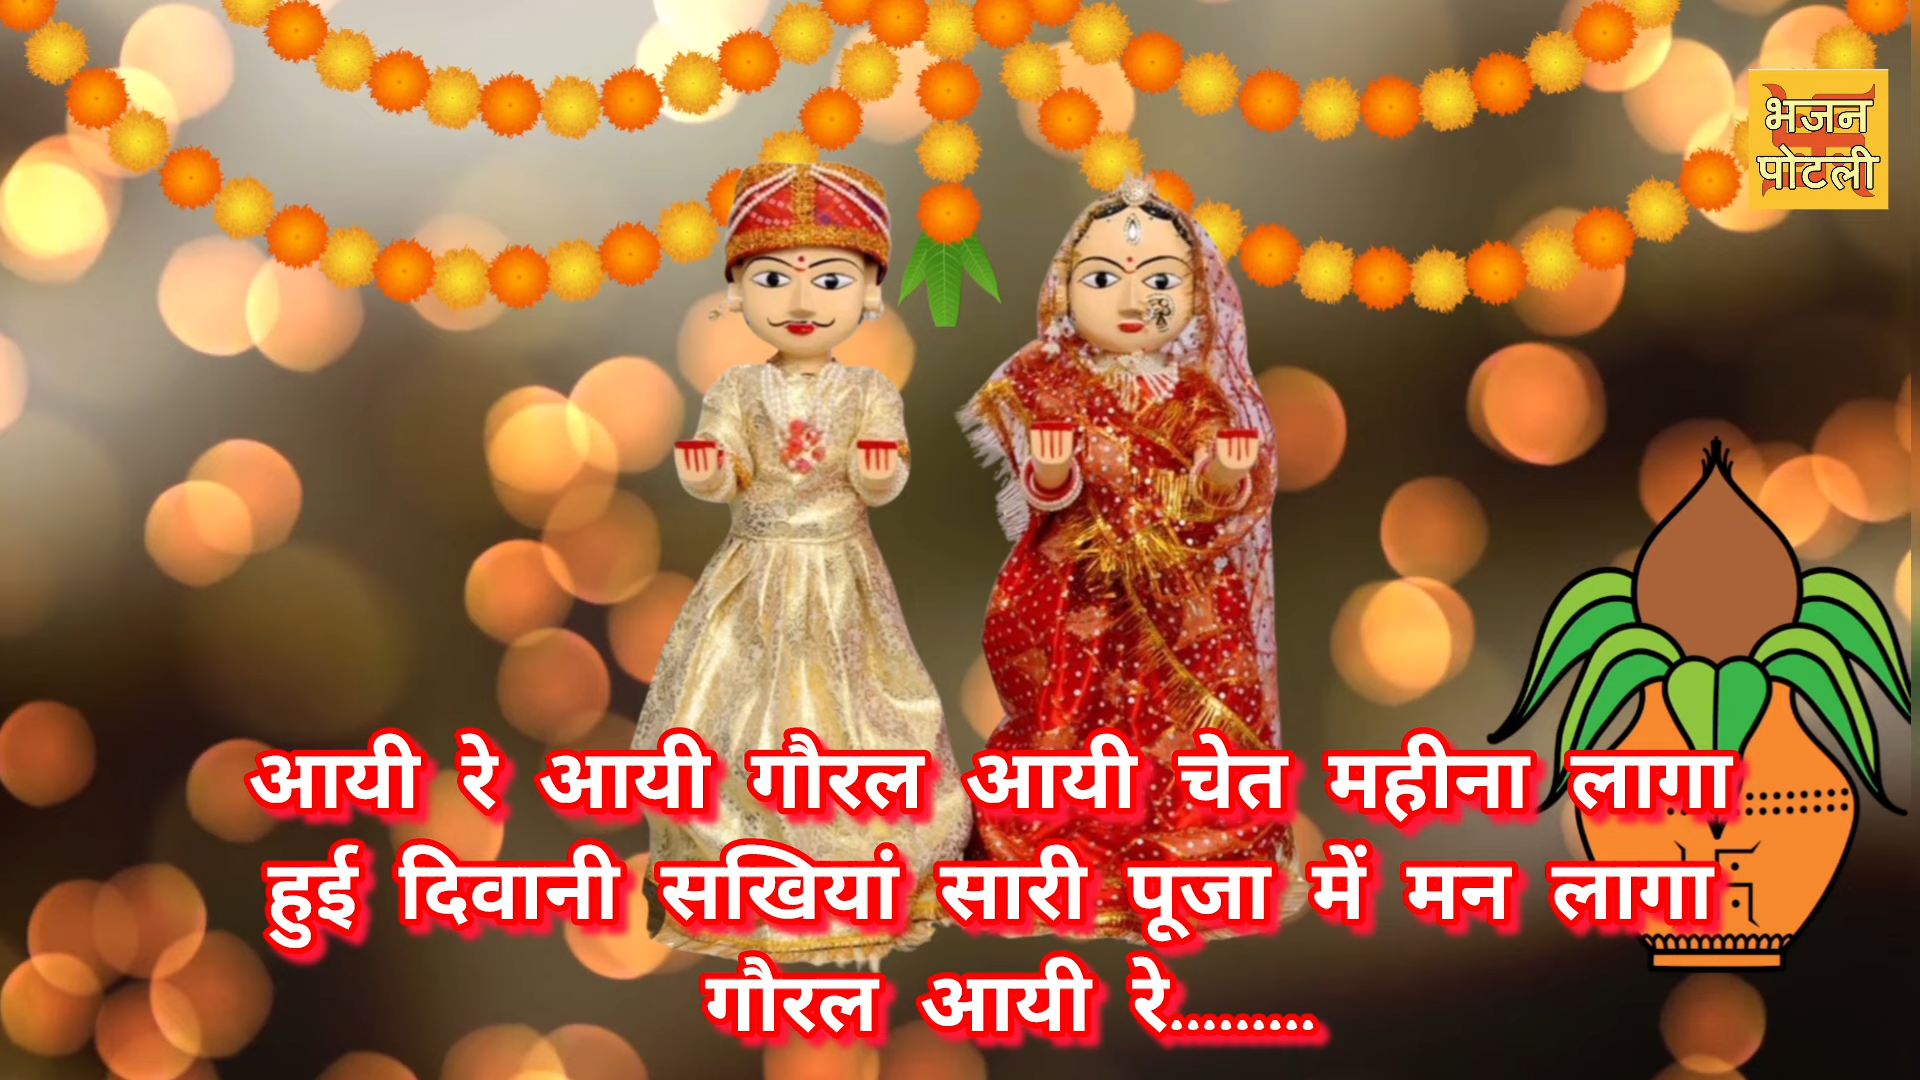 भजन
पोटली
आयी रे आयी गौरल आयी चेत महीना लागा
हुई दिवानी सखियां सारी पूजा में मन लागा
गौरल आयी रे.........